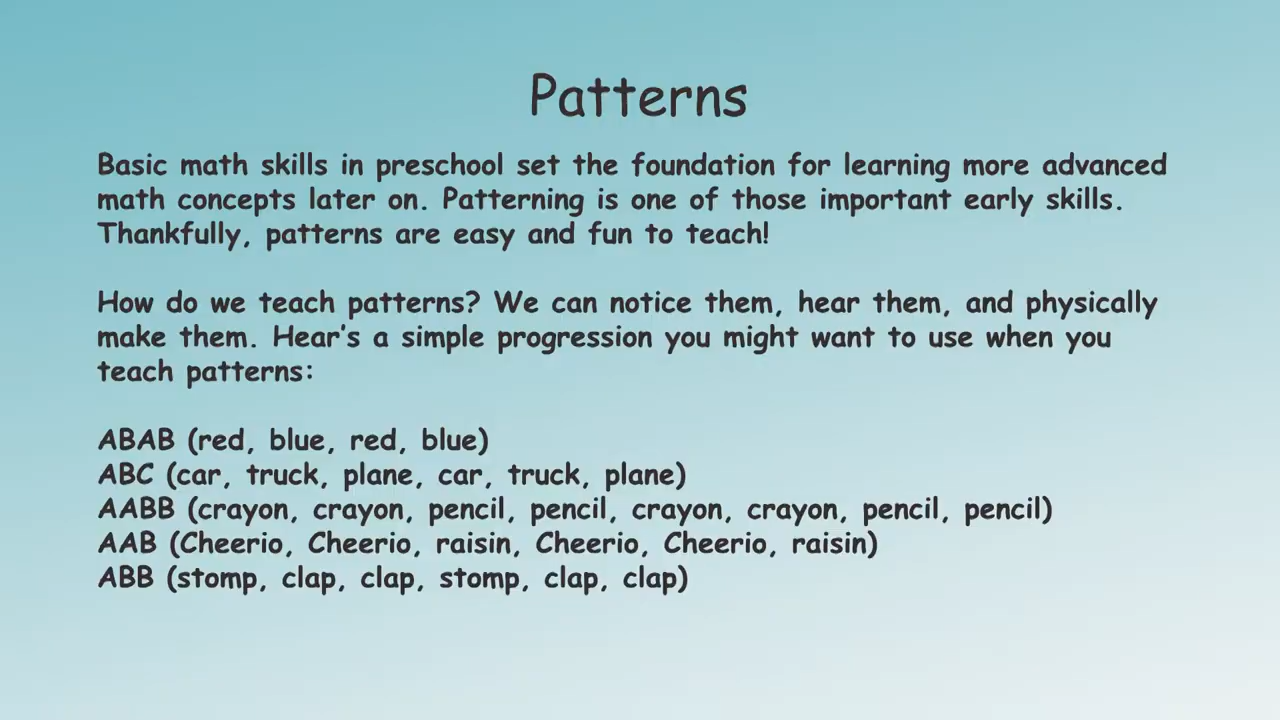 Patterns
Basic math skills in preschool set the foundation for learning more advanced
math concepts later on. Patterning is one of those important early skills.
Thankfully, patterns are easy and fun to teach!
How do we teach patterns? We can notice them, hear them, and physically
make them. Hear’s a simple progression you might want to use when you
teach patterns:
ABAB (red, blue, red, blue)
ABC (car, truck, plane, car, truck, plane)
AABB (crayon, crayon, pencil, pencil, crayon, crayon, pencil, pencil)
AAB (Cheerio, Cheerio, raisin, Cheerio, Cheerio, raisin)
ABB (stomp, clap, clap, stomp, clap, clap)